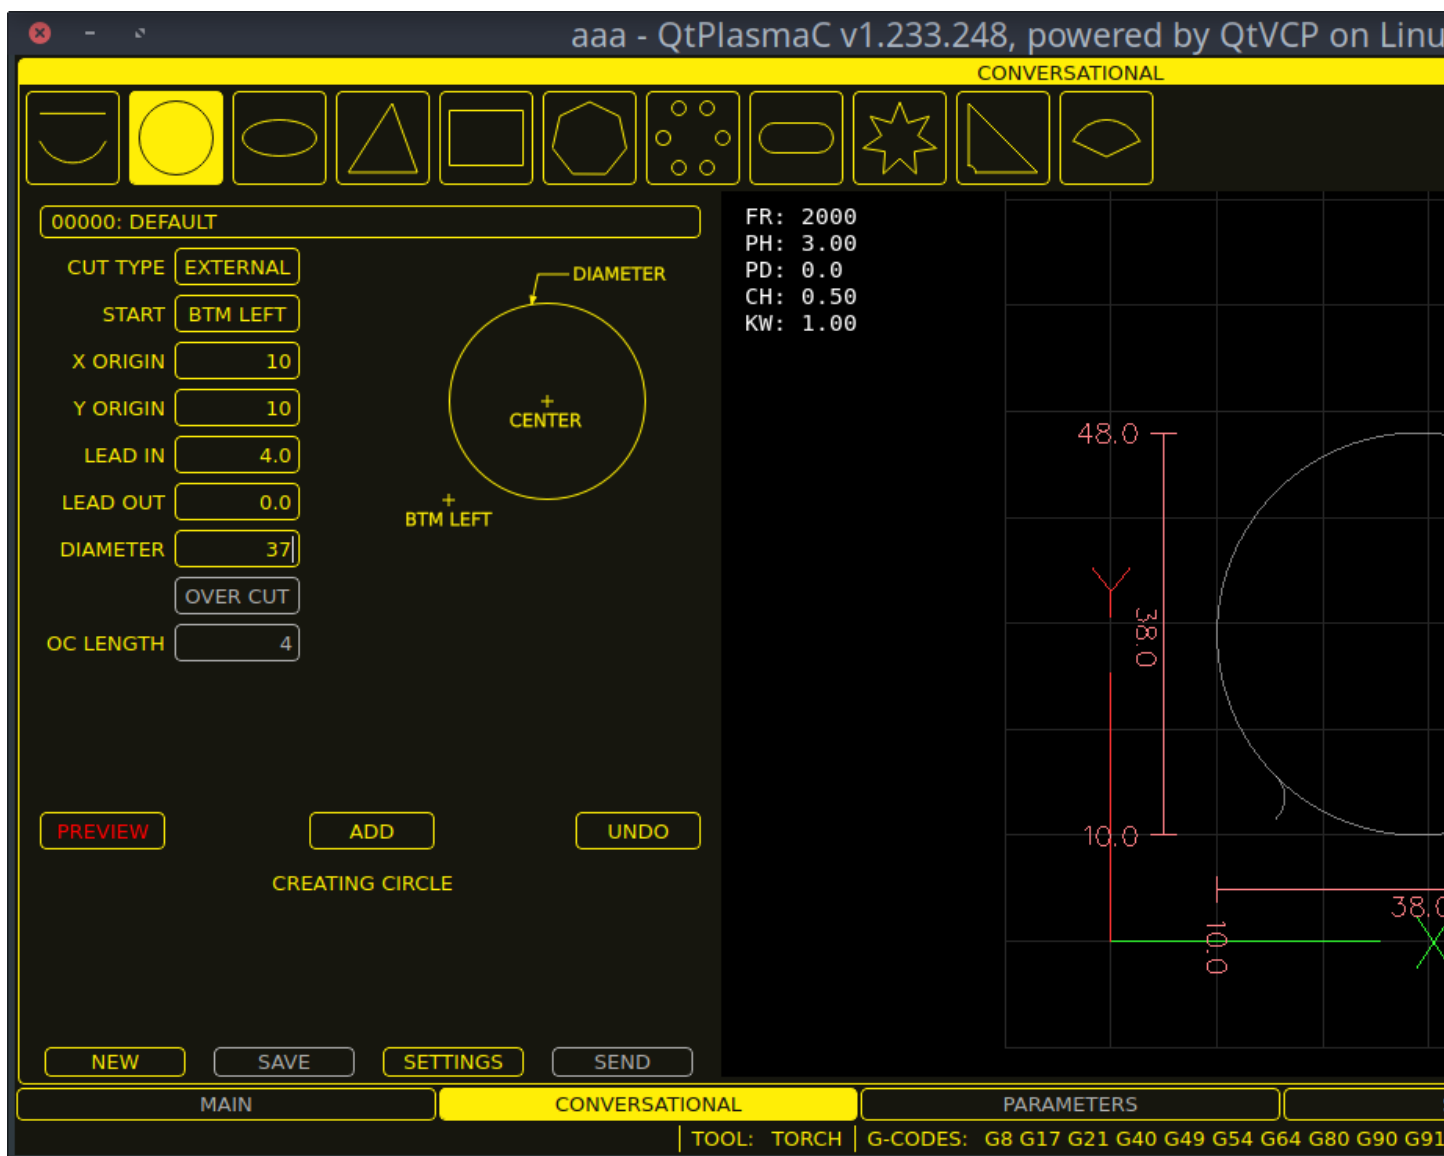 aaa - QtPlasmaC v1.233.248, powered by QtVCP on Linu
CONVERSATIONAL
00000: DEFAULT
CUT TYPE EXTERNAL
START BTM LEFT
X ORIGIN 10
Y ORIGIN 10
LEAD IN 4.0
LEAD OUT 0.0
DIAMETER 37
OVER CUT
OC LENGTH 4
DIAMETER
CENTER
BTM LEFT
PREVIEW ADD UNDO
CREATING CIRCLE
NEW SAVE SETTINGS SEND
FR: 2000
PH: 3.00
PD: 0.0
CH: 0.50
KW: 1.00
48.0
Y
38.0
10.0
38.0
10.0
X
MAIN CONVERSATIONAL PARAMETERS
TOOL: TORCH G-CODES: G8 G17 G21 G40 G49 G54 G64 G80 G90 G91